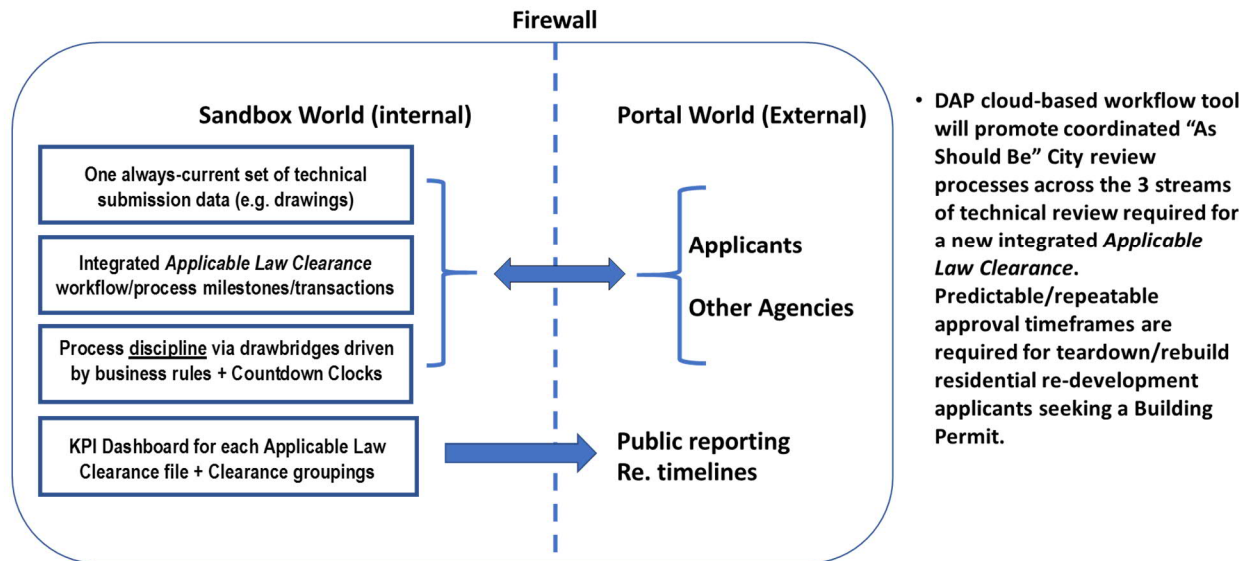 Firewall
Sandbox World (internal)
Portal World (External)
One always-current set of technical
submission data (e.g. drawings)
Integrated Applicable Law Clearance
workflow/process milestones/transactions
Process discipline via drawbridges driven
by business rules + Countdown Clocks
KPI Dashboard for each Applicable Law
Clearance file + Clearance groupings
Applicants
Other Agencies
Public reporting
Re. timelines
• DAP cloud-based workflow tool
will promote coordinated “As
Should Be” City review
processes across the 3 streams
of technical review required for
a new integrated Applicable
Law Clearance.
Predictable/repeatable
approval timeframes are
required for teardown/rebuild
residential re-development
applicants seeking a Building
Permit.